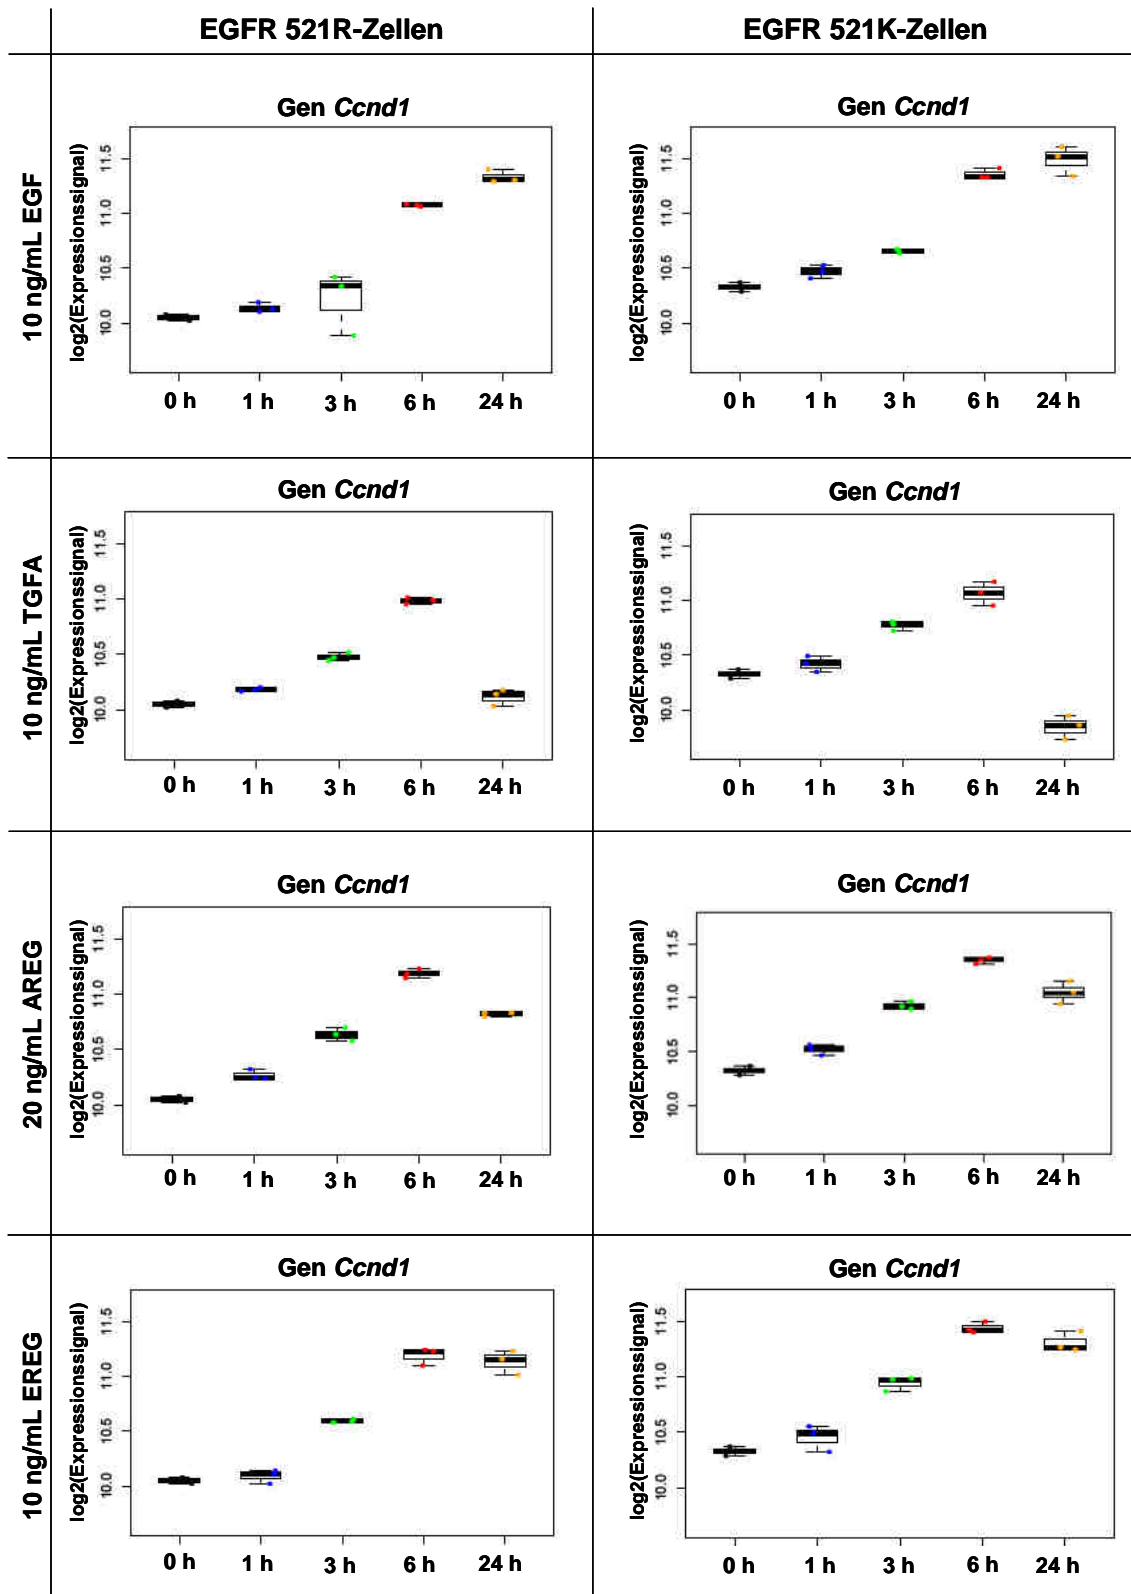 EGFR 521R-Zellen
EGFR 521K-Zellen
10 ng/mL EGF
Gen Ccnd1
log2(Expressionssignal)
11.5
11.0
10.5
10.0
0 h 1 h 3 h 6 h 24 h
Gen Ccnd1
log2(Expressionssignal)
11.5
11.0
10.5
10.0
0 h 1 h 3 h 6 h 24 h
10 ng/mL TGFA
Gen Ccnd1
log2(Expressionssignal)
11.5
11.0
10.5
10.0
0 h 1 h 3 h 6 h 24 h
Gen Ccnd1
log2(Expressionssignal)
11.5
11.0
10.5
10.0
0 h 1 h 3 h 6 h 24 h
20 ng/mL AREG
Gen Ccnd1
log2(Expressionssignal)
11.5
11.0
10.5
10.0
0 h 1 h 3 h 6 h 24 h
Gen Ccnd1
log2(Expressionssignal)
11.5
11.0
10.5
10.0
0 h 1 h 3 h 6 h 24 h
10 ng/mL EREG
Gen Ccnd1
log2(Expressionssignal)
11.5
11.0
10.5
10.0
0 h 1 h 3 h 6 h 24 h
Gen Ccnd1
log2(Expressionssignal)
11.5
11.0
10.5
10.0
0 h 1 h 3 h 6 h 24 h